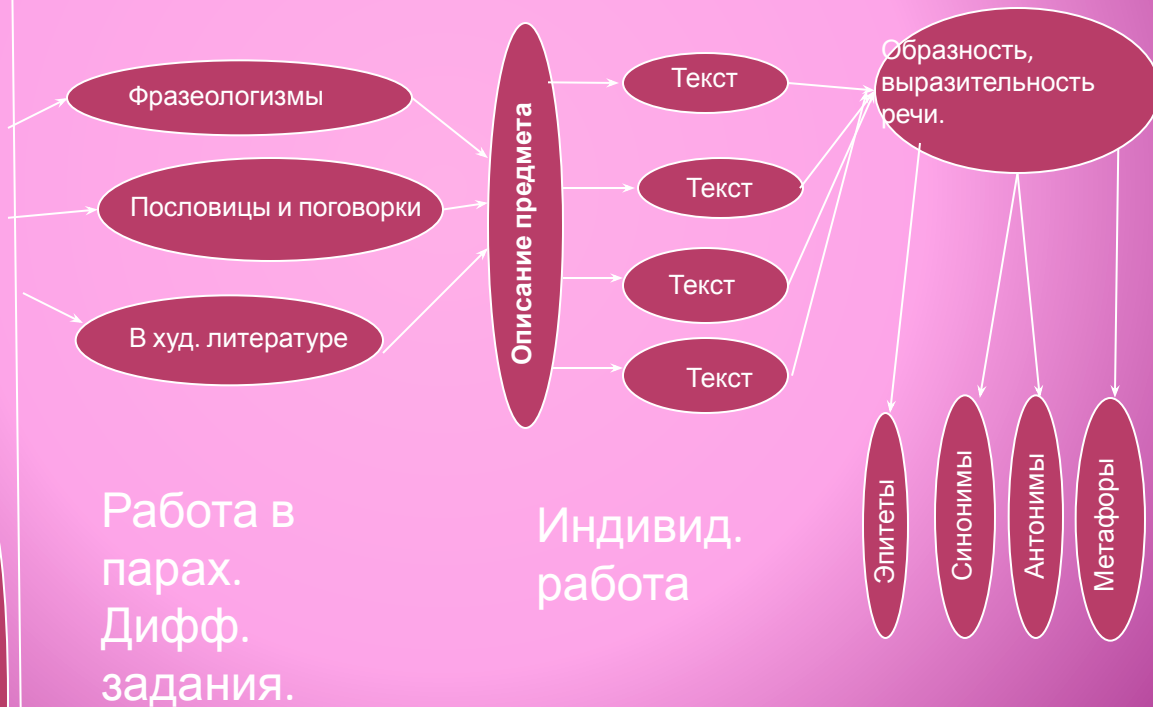 Фразеологизмы
Пословицы и поговорки
В худ. литературе
Описание предмета
Текст
Текст
Текст
Текст
Образность,
выразительность
речи.
Эпитеты
Синонимы
Антонимы
Метафоры
Работа в
парах.
Дифф.
задания.
Индивид.
работа